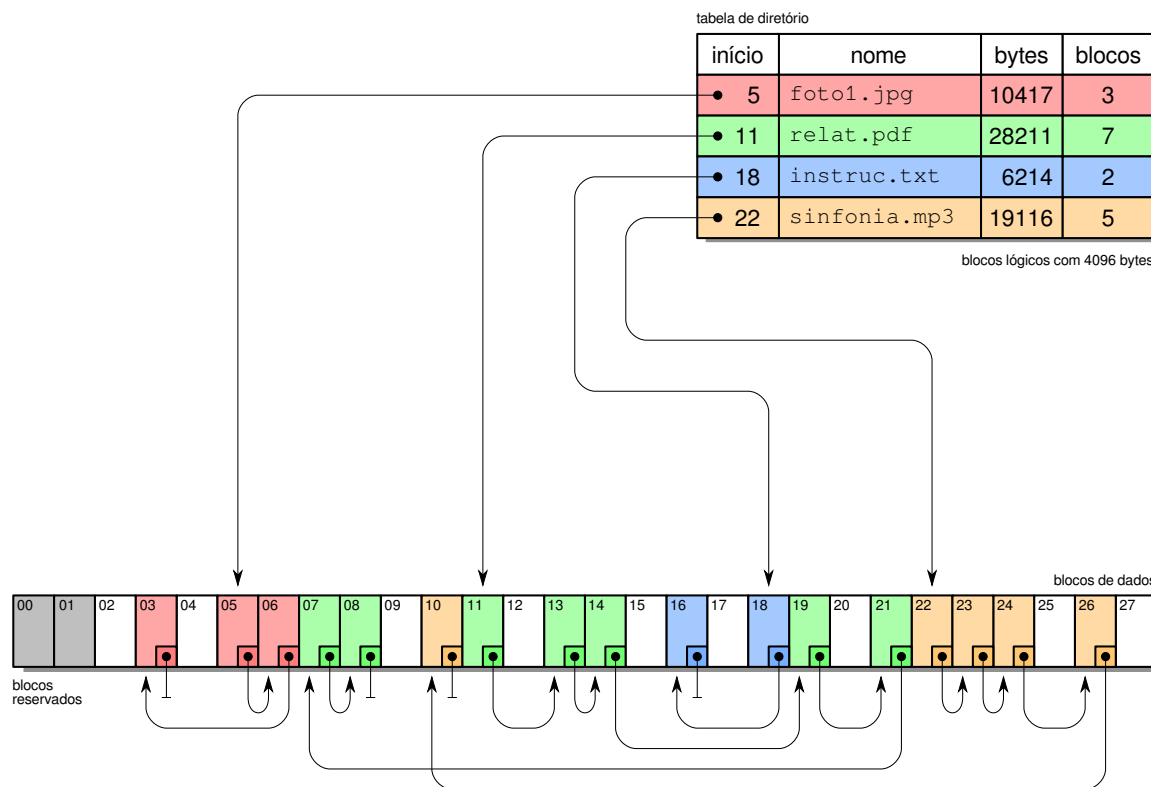 tabela de diretório
início nome bytes blocos
5 foto1.jpg 10417 3
11 relat.pdf 28211 7
18 instruc.txt 6214 2
22 sinfonia.mp3 19116 5
blocos lógicos com 4096 bytes
blocos de dados
00 01 02 03 04 05 06 07 08 09 10 11 12 13 14 15 16 17 18 19 20 21 22 23 24 25 26 27
blocos
reservados